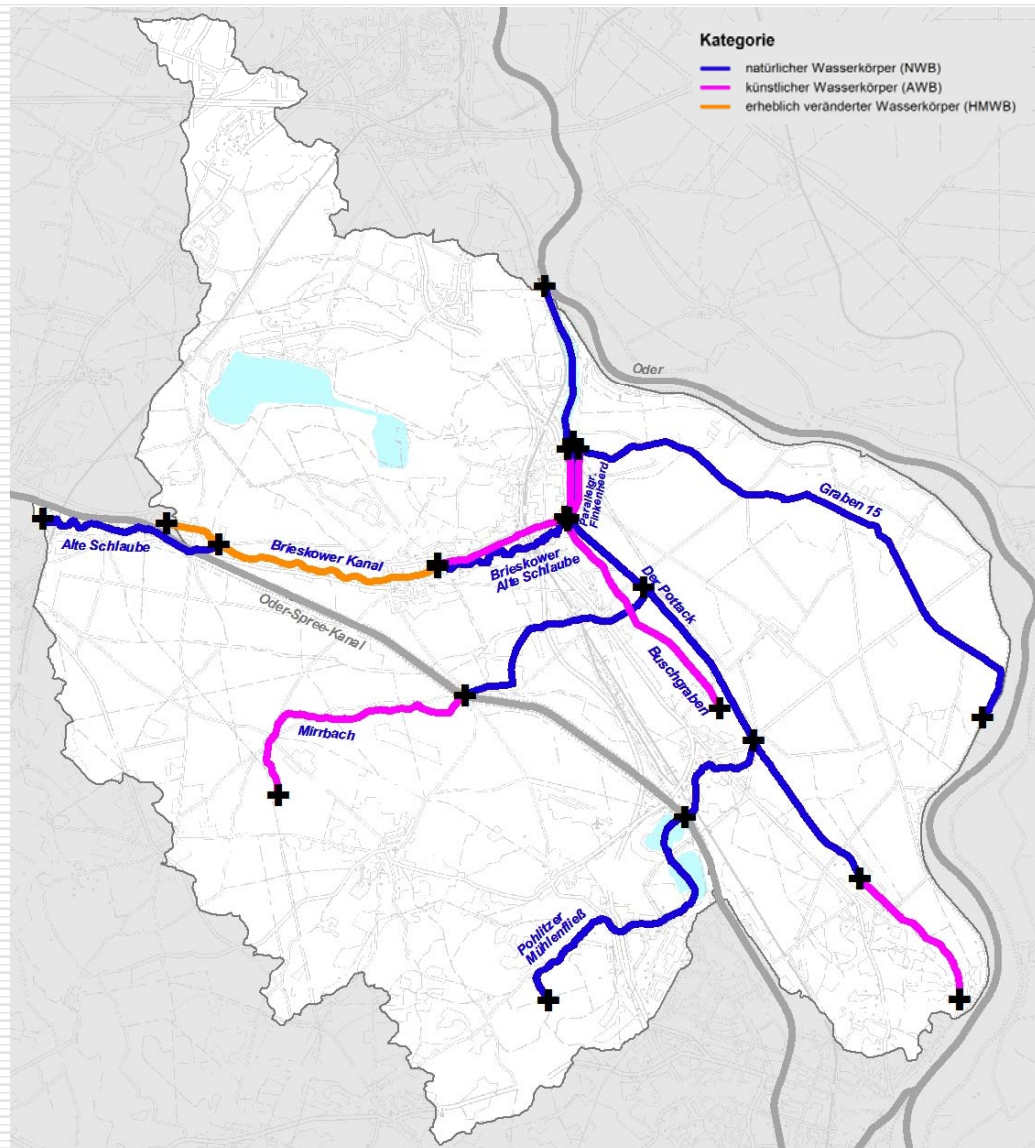 Kategorie
natürlicher Wasserkörper (NWB)
künstlicher Wasserkörper (AWB)
erheblich veränderter Wasserkörper (HMWB)
Oder
Parallelgr.
Finkenheerd
Graben 15
Alte Schlaube
Brieskower Kanal
Brieskower
Alte Schlaube
Der Pottack
Oder-Spree-Kanal
Buschgraben
Mirrbach
Pohlitzer
Mühlenfließ